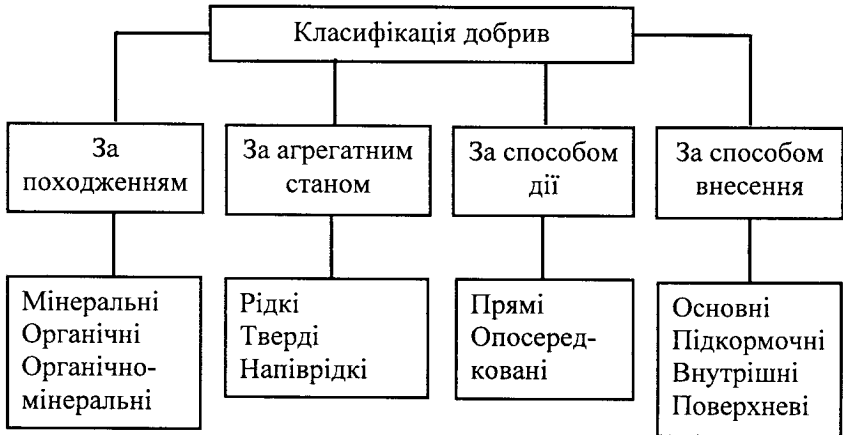 Класифікація добрив
За
походженням
За агрегатним
станом
За способом
дії
За способом
внесення
Мінеральні
Органічні
Органічно-
мінеральні
Рідкі
Тверді
Напіврідкі
Прямі
Опосеред-
ковані
Основні
Підкормочні
Внутрішні
Поверхневі